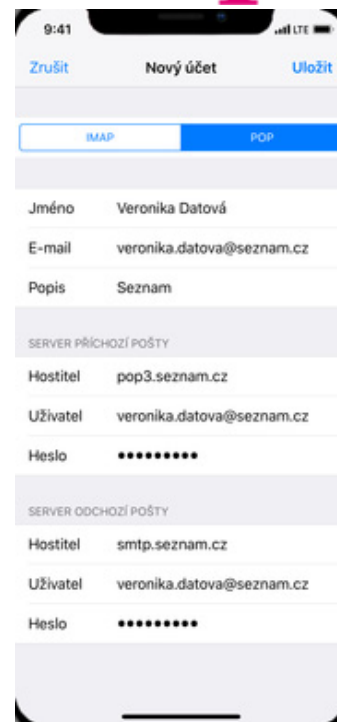 9:41
LTE
Zrušit Nový účet Uložit
IMAP POP
Jméno Veronika Datová
E-mail veronika.datova@seznam.cz
Popis Seznam
SERVER PŘÍCHOZÍ POŠTY
Hostitel pop3.seznam.cz
Uživatel veronika.datova@seznam.cz
Heslo •••••••••
SERVER ODCHOZÍ POŠTY
Hostitel smtp.seznam.cz
Uživatel veronika.datova@seznam.cz
Heslo •••••••••